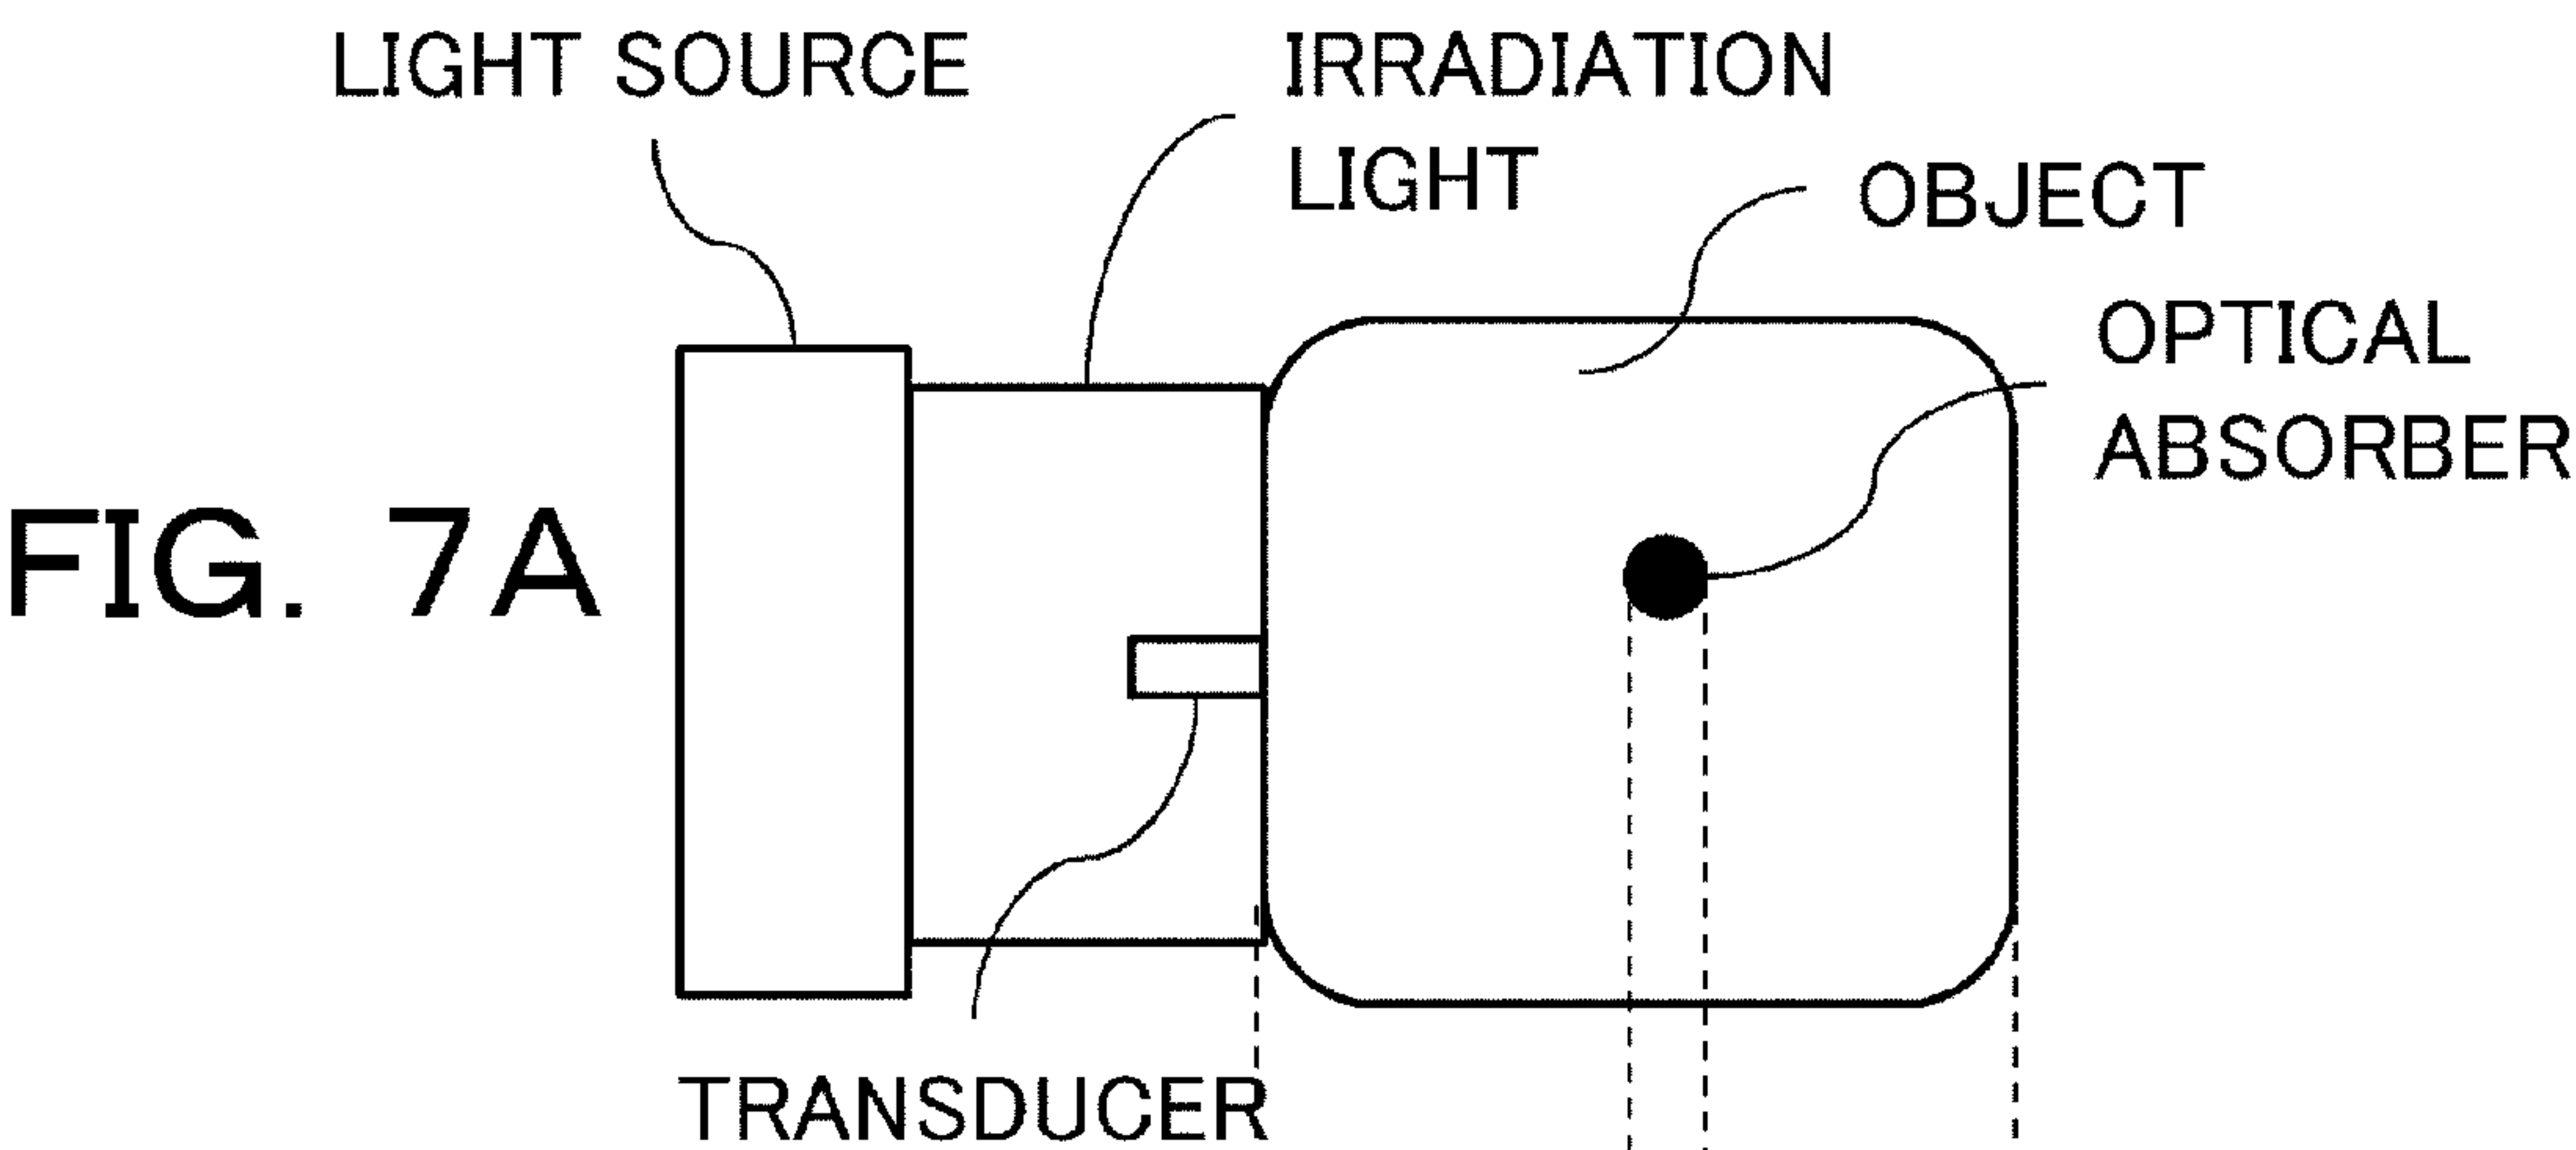 LIGHT SOURCE
IRRADIATION
LIGHT
OBJECT
OPTICAL
ABSORBER
FIG. 7A
TRANSDUCER